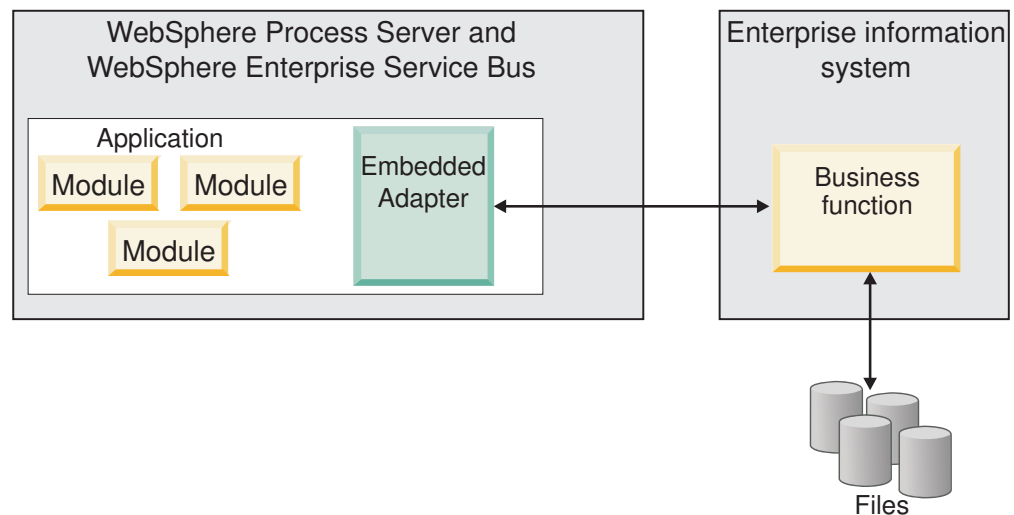 WebSphere Process Server and
WebSphere Enterprise Service Bus
Application
Module
Module
Module
Embedded
Adapter
Enterprise information
system
Business
function
Files